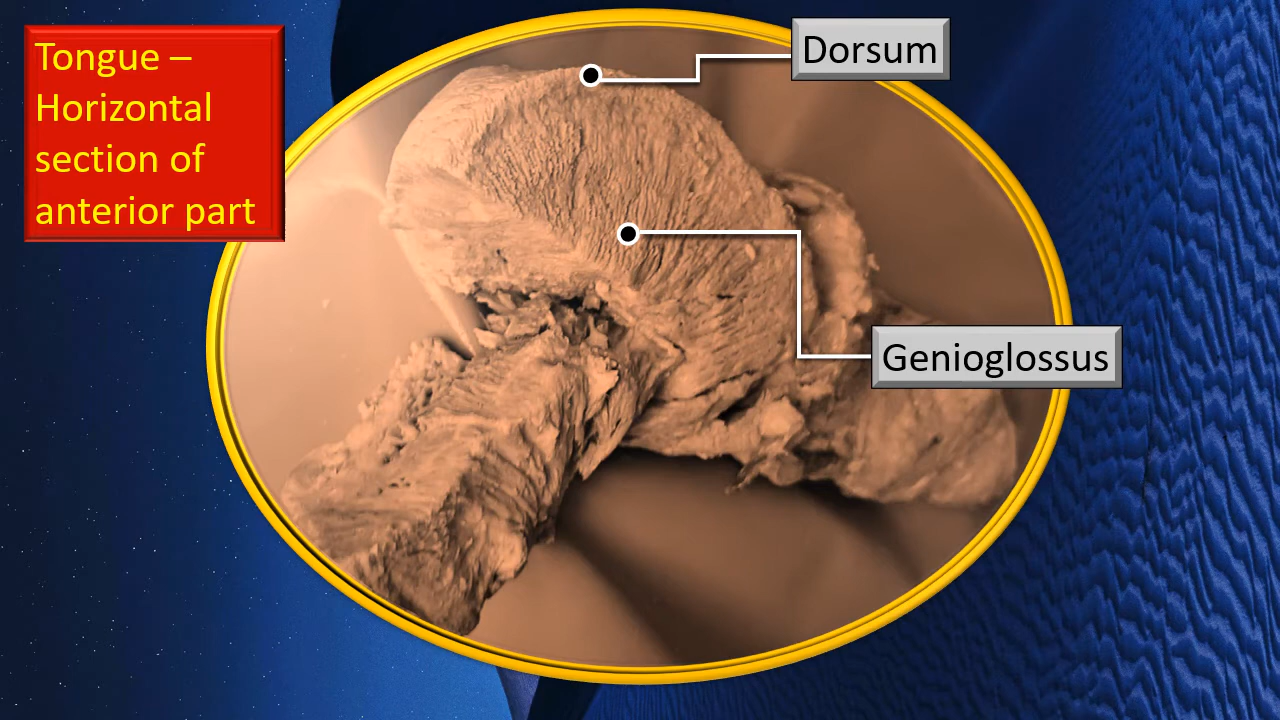 Tongue –
Horizontal
section of
anterior part
Dorsum
Genioglossus